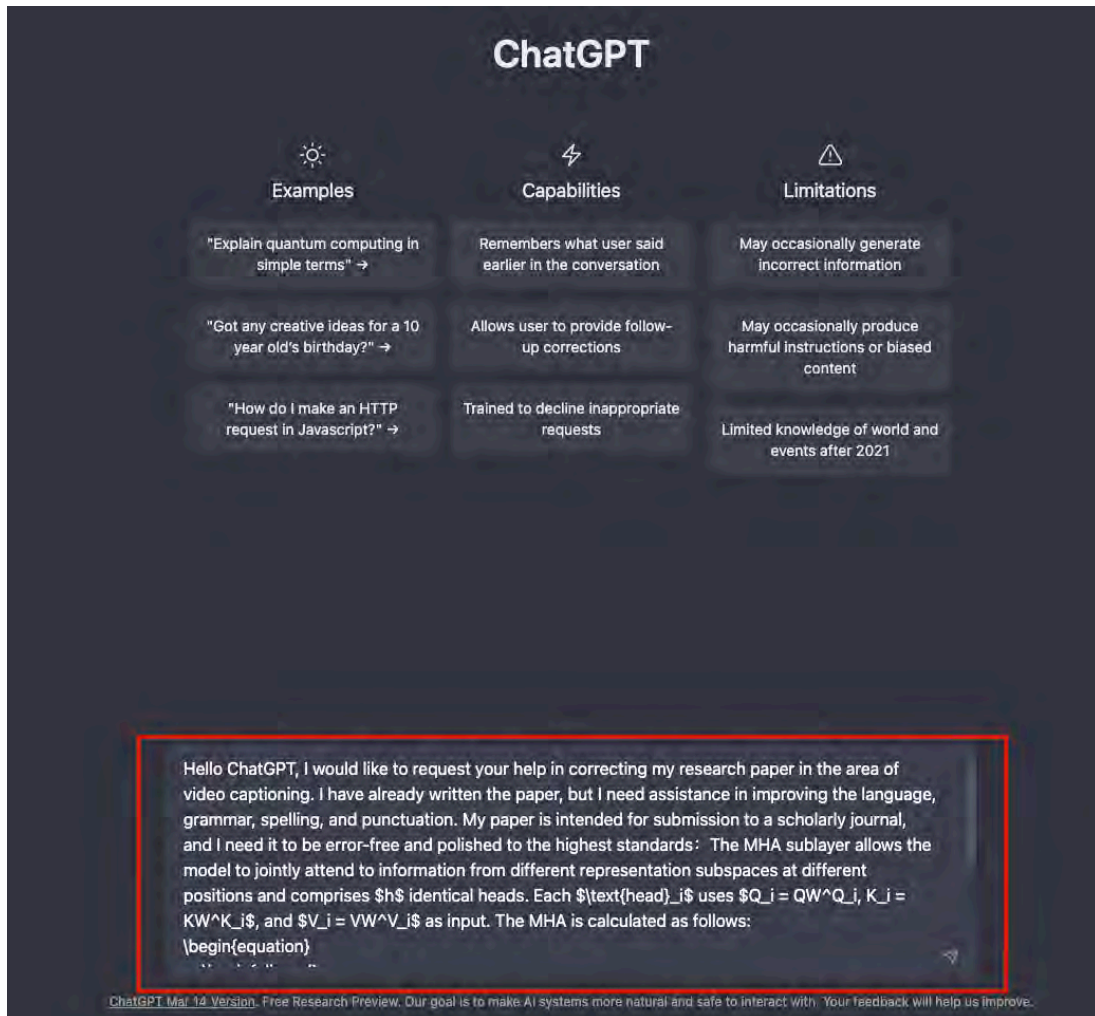 ChatGPT
Examples
"Explain quantum computing in
simple terms" →
"Got any creative ideas for a 10
year old's birthday?" →
"How do I make an HTTP
request in Javascript?" →
Capabilities
Remembers what user said
earlier in the conversation
Allows user to provide follow-
up corrections
Trained to decline inappropriate
requests
Limitations
May occasionally generate
incorrect information
May occasionally produce
harmful instructions or biased
content
Limited knowledge of world and
events after 2021
Hello ChatGPT, I would like to request your help in correcting my research paper in the area of
video captioning. I have already written the paper, but I need assistance in improving the language,
grammar, spelling, and punctuation. My paper is intended for submission to a scholarly journal,
and I need it to be error-free and polished to the highest standards：The MHA sublayer allows the
model to jointly attend to information from different representation subspaces at different
positions and comprises $h$ identical heads. Each $\text{head}_i$ uses $Q_i = QW^Q_i, K_i =
KW^K_i$, and $V_i = VW^V_i$ as input. The MHA is calculated as follows:
\begin{equation}
ChatGPT Mar 14 Version. Free Research Preview. Our goal is to make AI systems more natural and safe to interact with. Your feedback will help us improve.